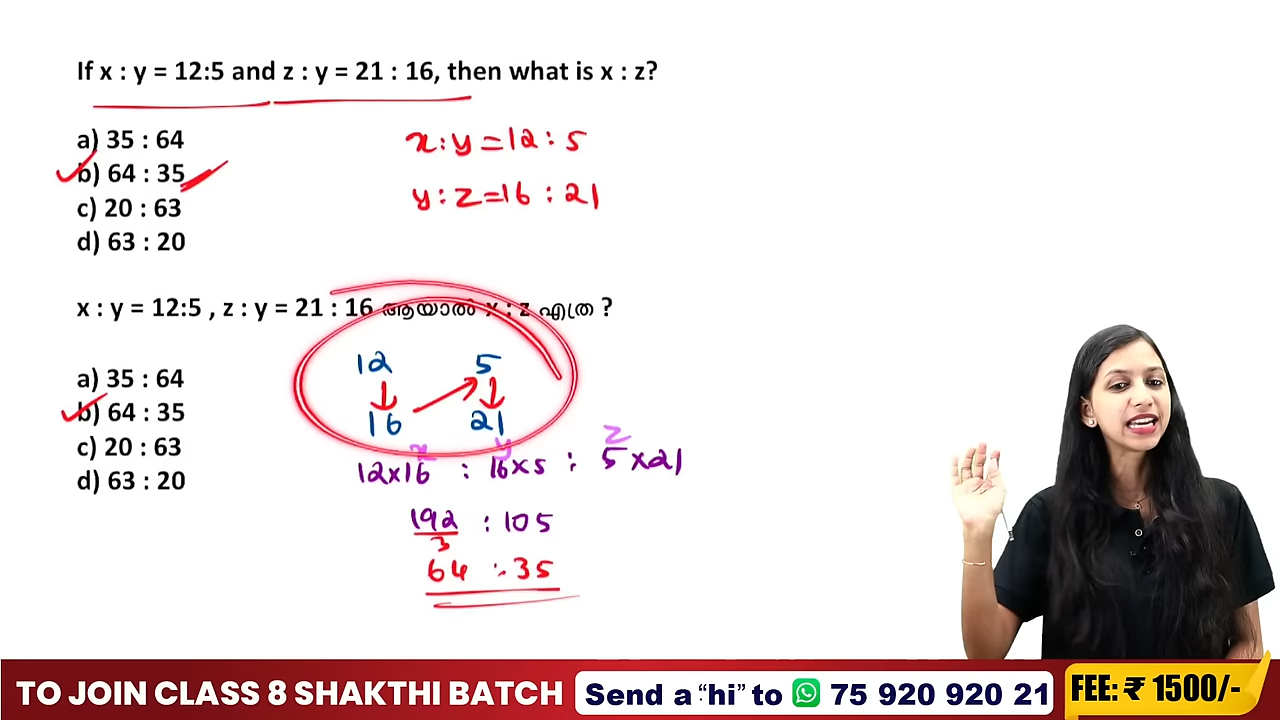 If x : y = 12:5 and z : y = 21 : 16, then what is x : z?
a) 35 : 64
b) 64 : 35
c) 20 : 63
d) 63 : 20
x:y=12:5
y:z=16:21
x : y = 12:5 , z : y = 21 : 16 ആയാൽ x : z എത്ര ?
a) 35 : 64
b) 64 : 35
c) 20 : 63
d) 63 : 20
12 5
16 21
x y z
12x16 : 16x5 : 5x21
192 : 105
3
64 : 35
TO JOIN CLASS 8 SHAKTHI BATCH Send a “hi” to 75 920 920 21 FEE: ₹ 1500/-